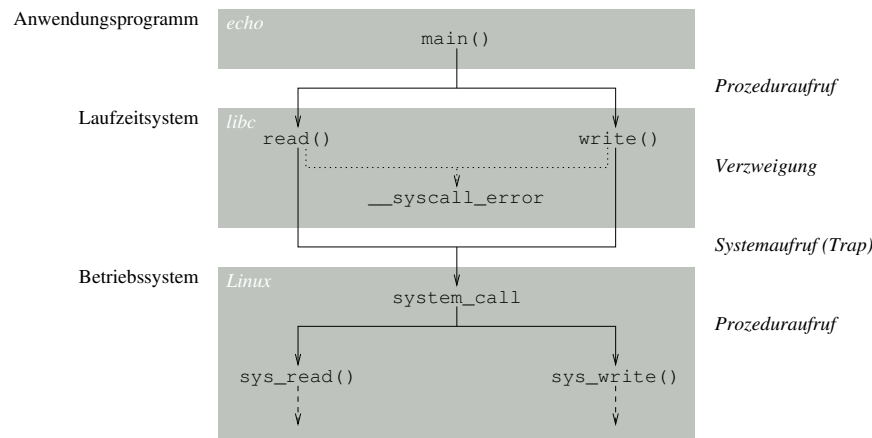 Anwendungsprogramm
echo
main()
Prozeduraufruf
Laufzeitsystem
libc
read()
write()
Verzweigung
__syscall_error
Systemaufruf (Trap)
Betriebssystem
Linux
system_call
Prozeduraufruf
sys_read()
sys_write()